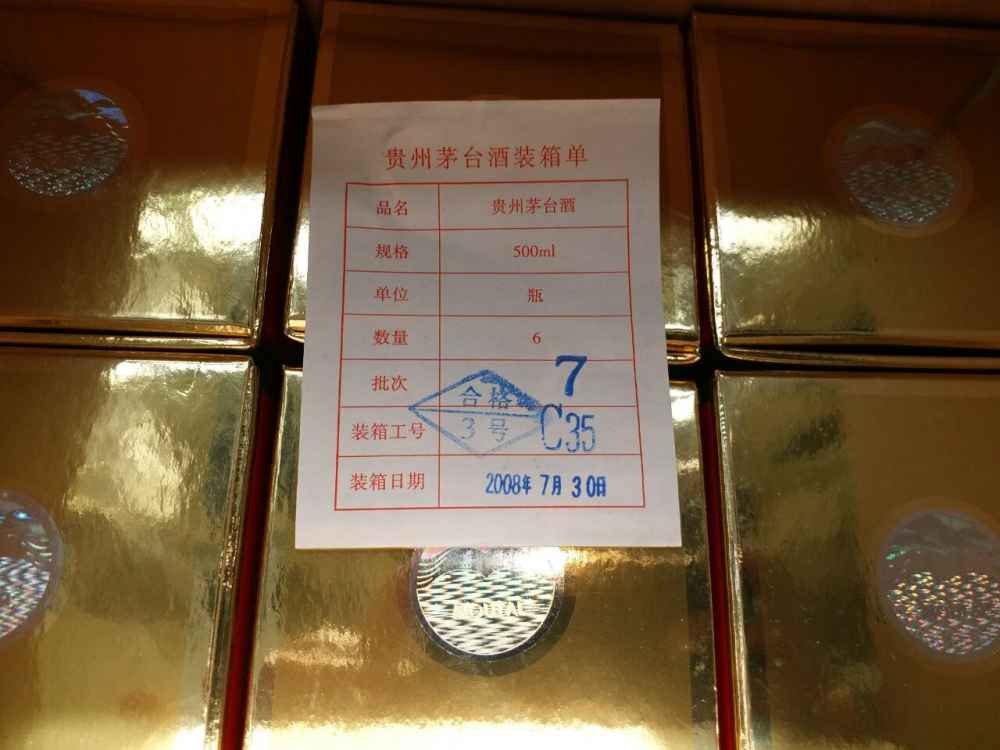 贵州茅台酒装箱单
品名 贵州茅台酒
规格 500ml
单位 瓶
数量 6
批次 7
合格
装箱工号 3号 C35
装箱日期 2008年7月30日
MOUTAI